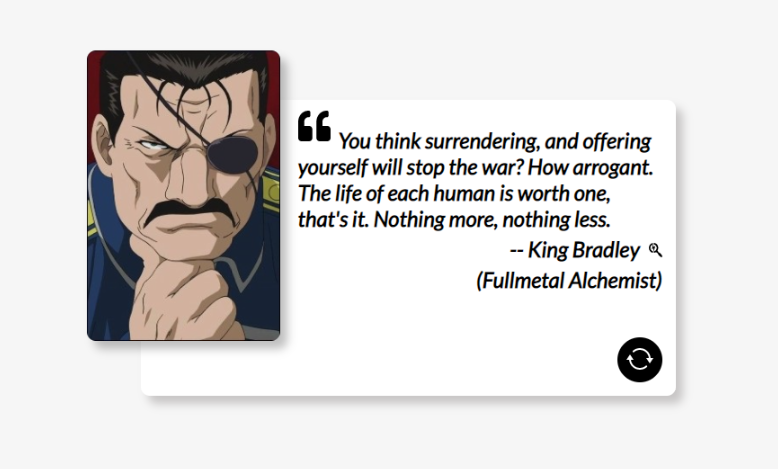 ❝ You think surrendering, and offering
yourself will stop the war? How arrogant.
The life of each human is worth one,
that's it. Nothing more, nothing less.
-- King Bradley
(Fullmetal Alchemist)